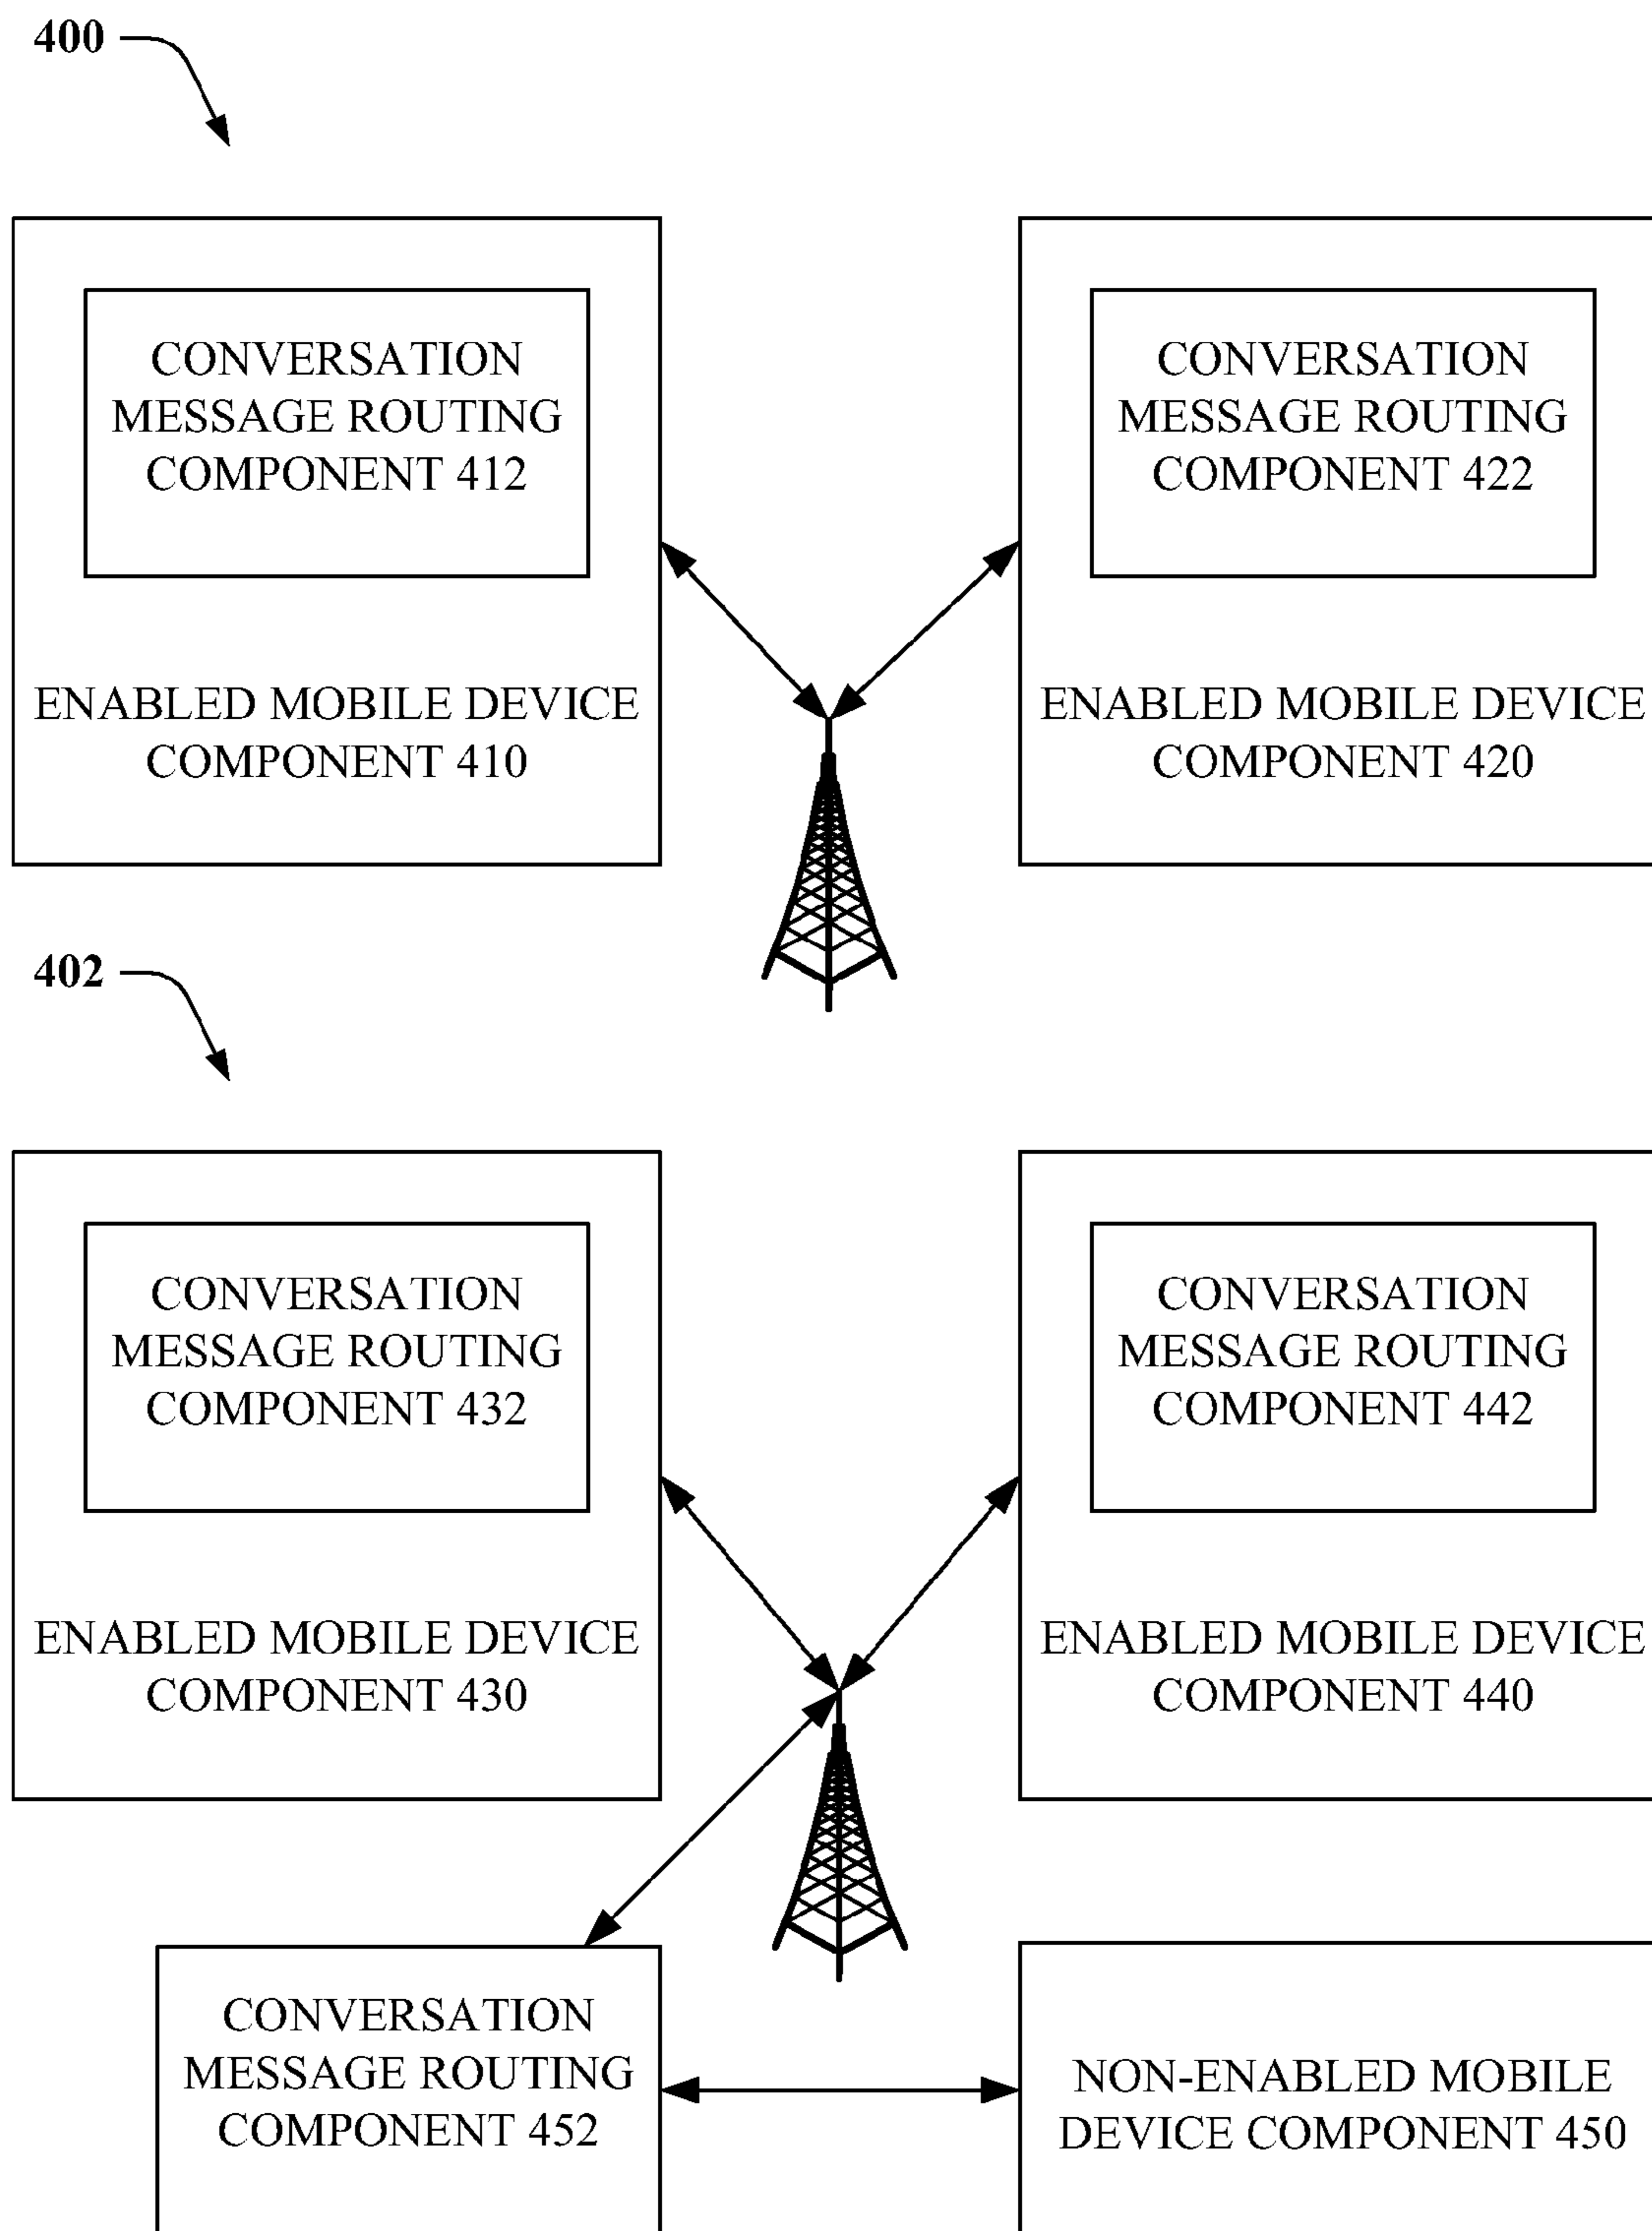 400
CONVERSATION
MESSAGE ROUTING
COMPONENT 412
ENABLED MOBILE DEVICE
COMPONENT 410
CONVERSATION
MESSAGE ROUTING
COMPONENT 422
ENABLED MOBILE DEVICE
COMPONENT 420
402
CONVERSATION
MESSAGE ROUTING
COMPONENT 432
ENABLED MOBILE DEVICE
COMPONENT 430
CONVERSATION
MESSAGE ROUTING
COMPONENT 442
ENABLED MOBILE DEVICE
COMPONENT 440
CONVERSATION
MESSAGE ROUTING
COMPONENT 452
NON-ENABLED MOBILE
DEVICE COMPONENT 450